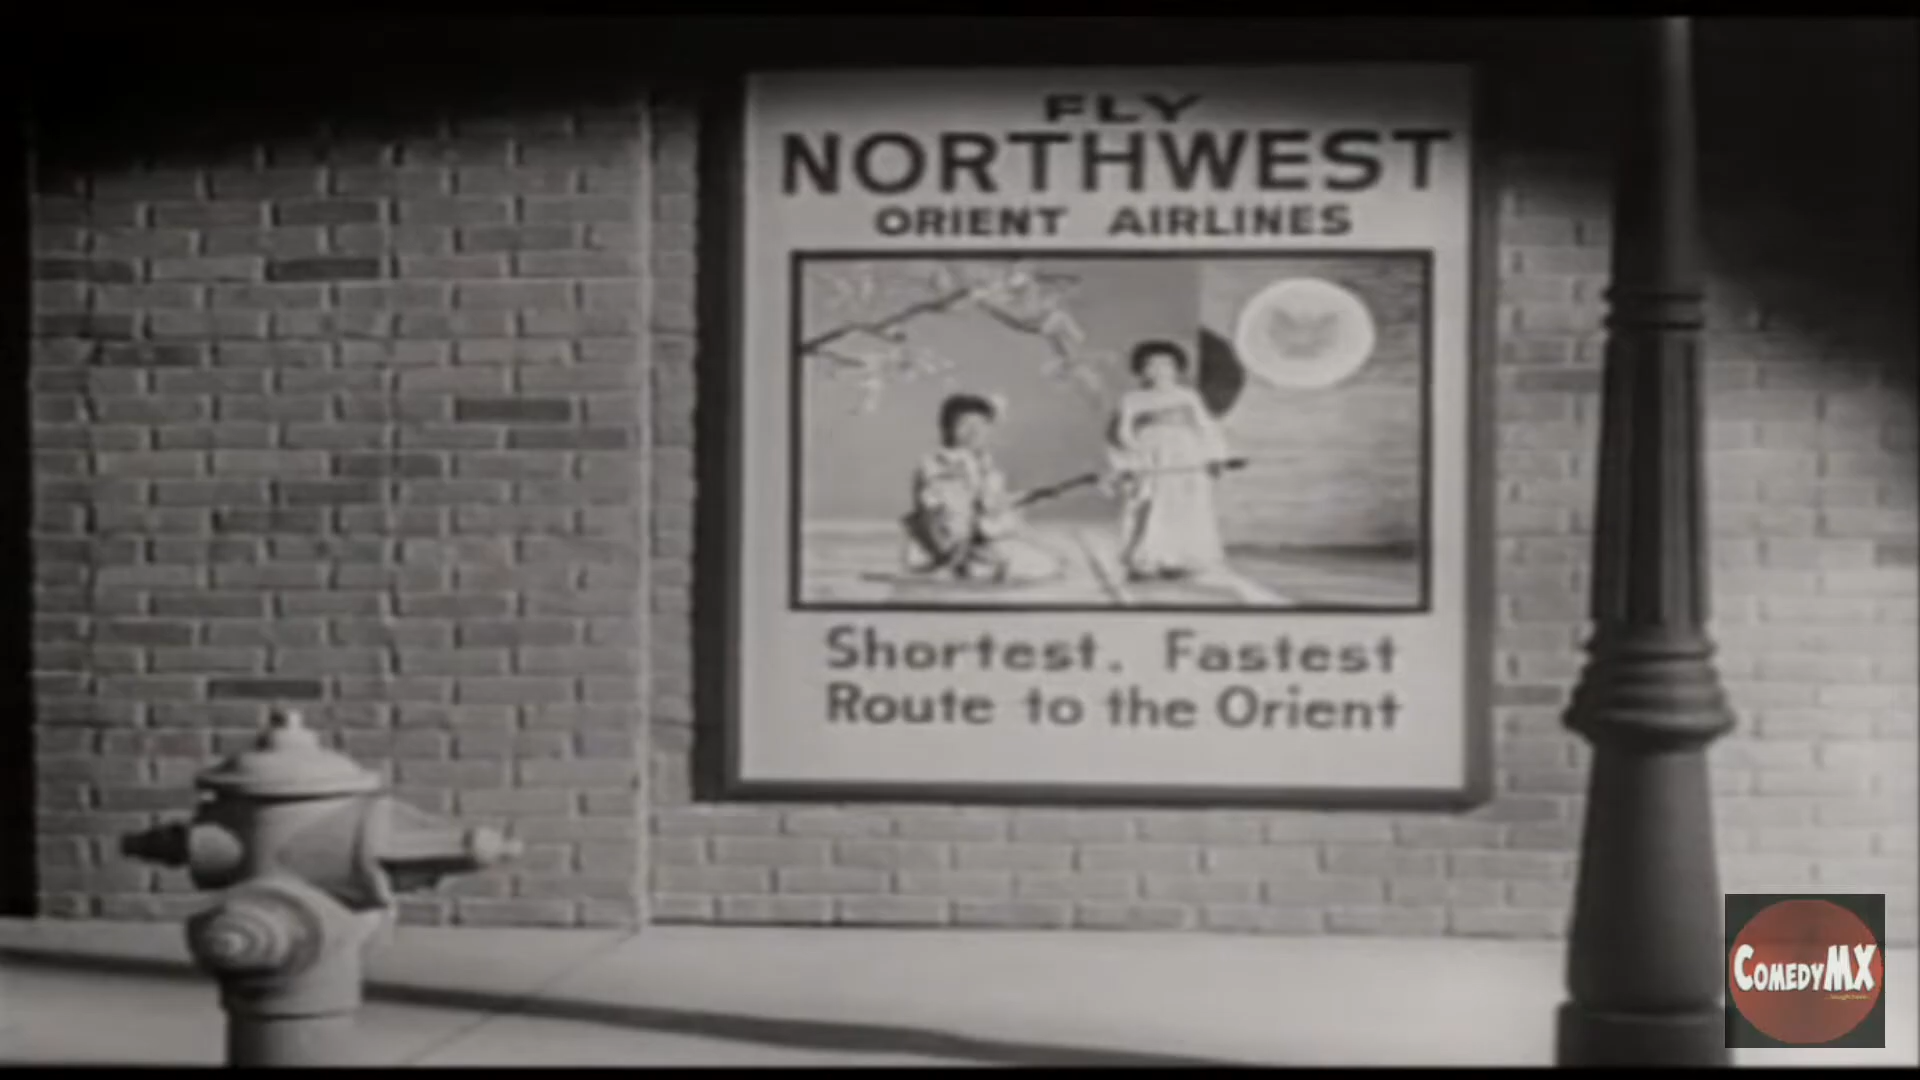 FLY
NORTHWEST
ORIENT AIRLINES
Shortest. Fastest
Route to the Orient
COMEDYMX